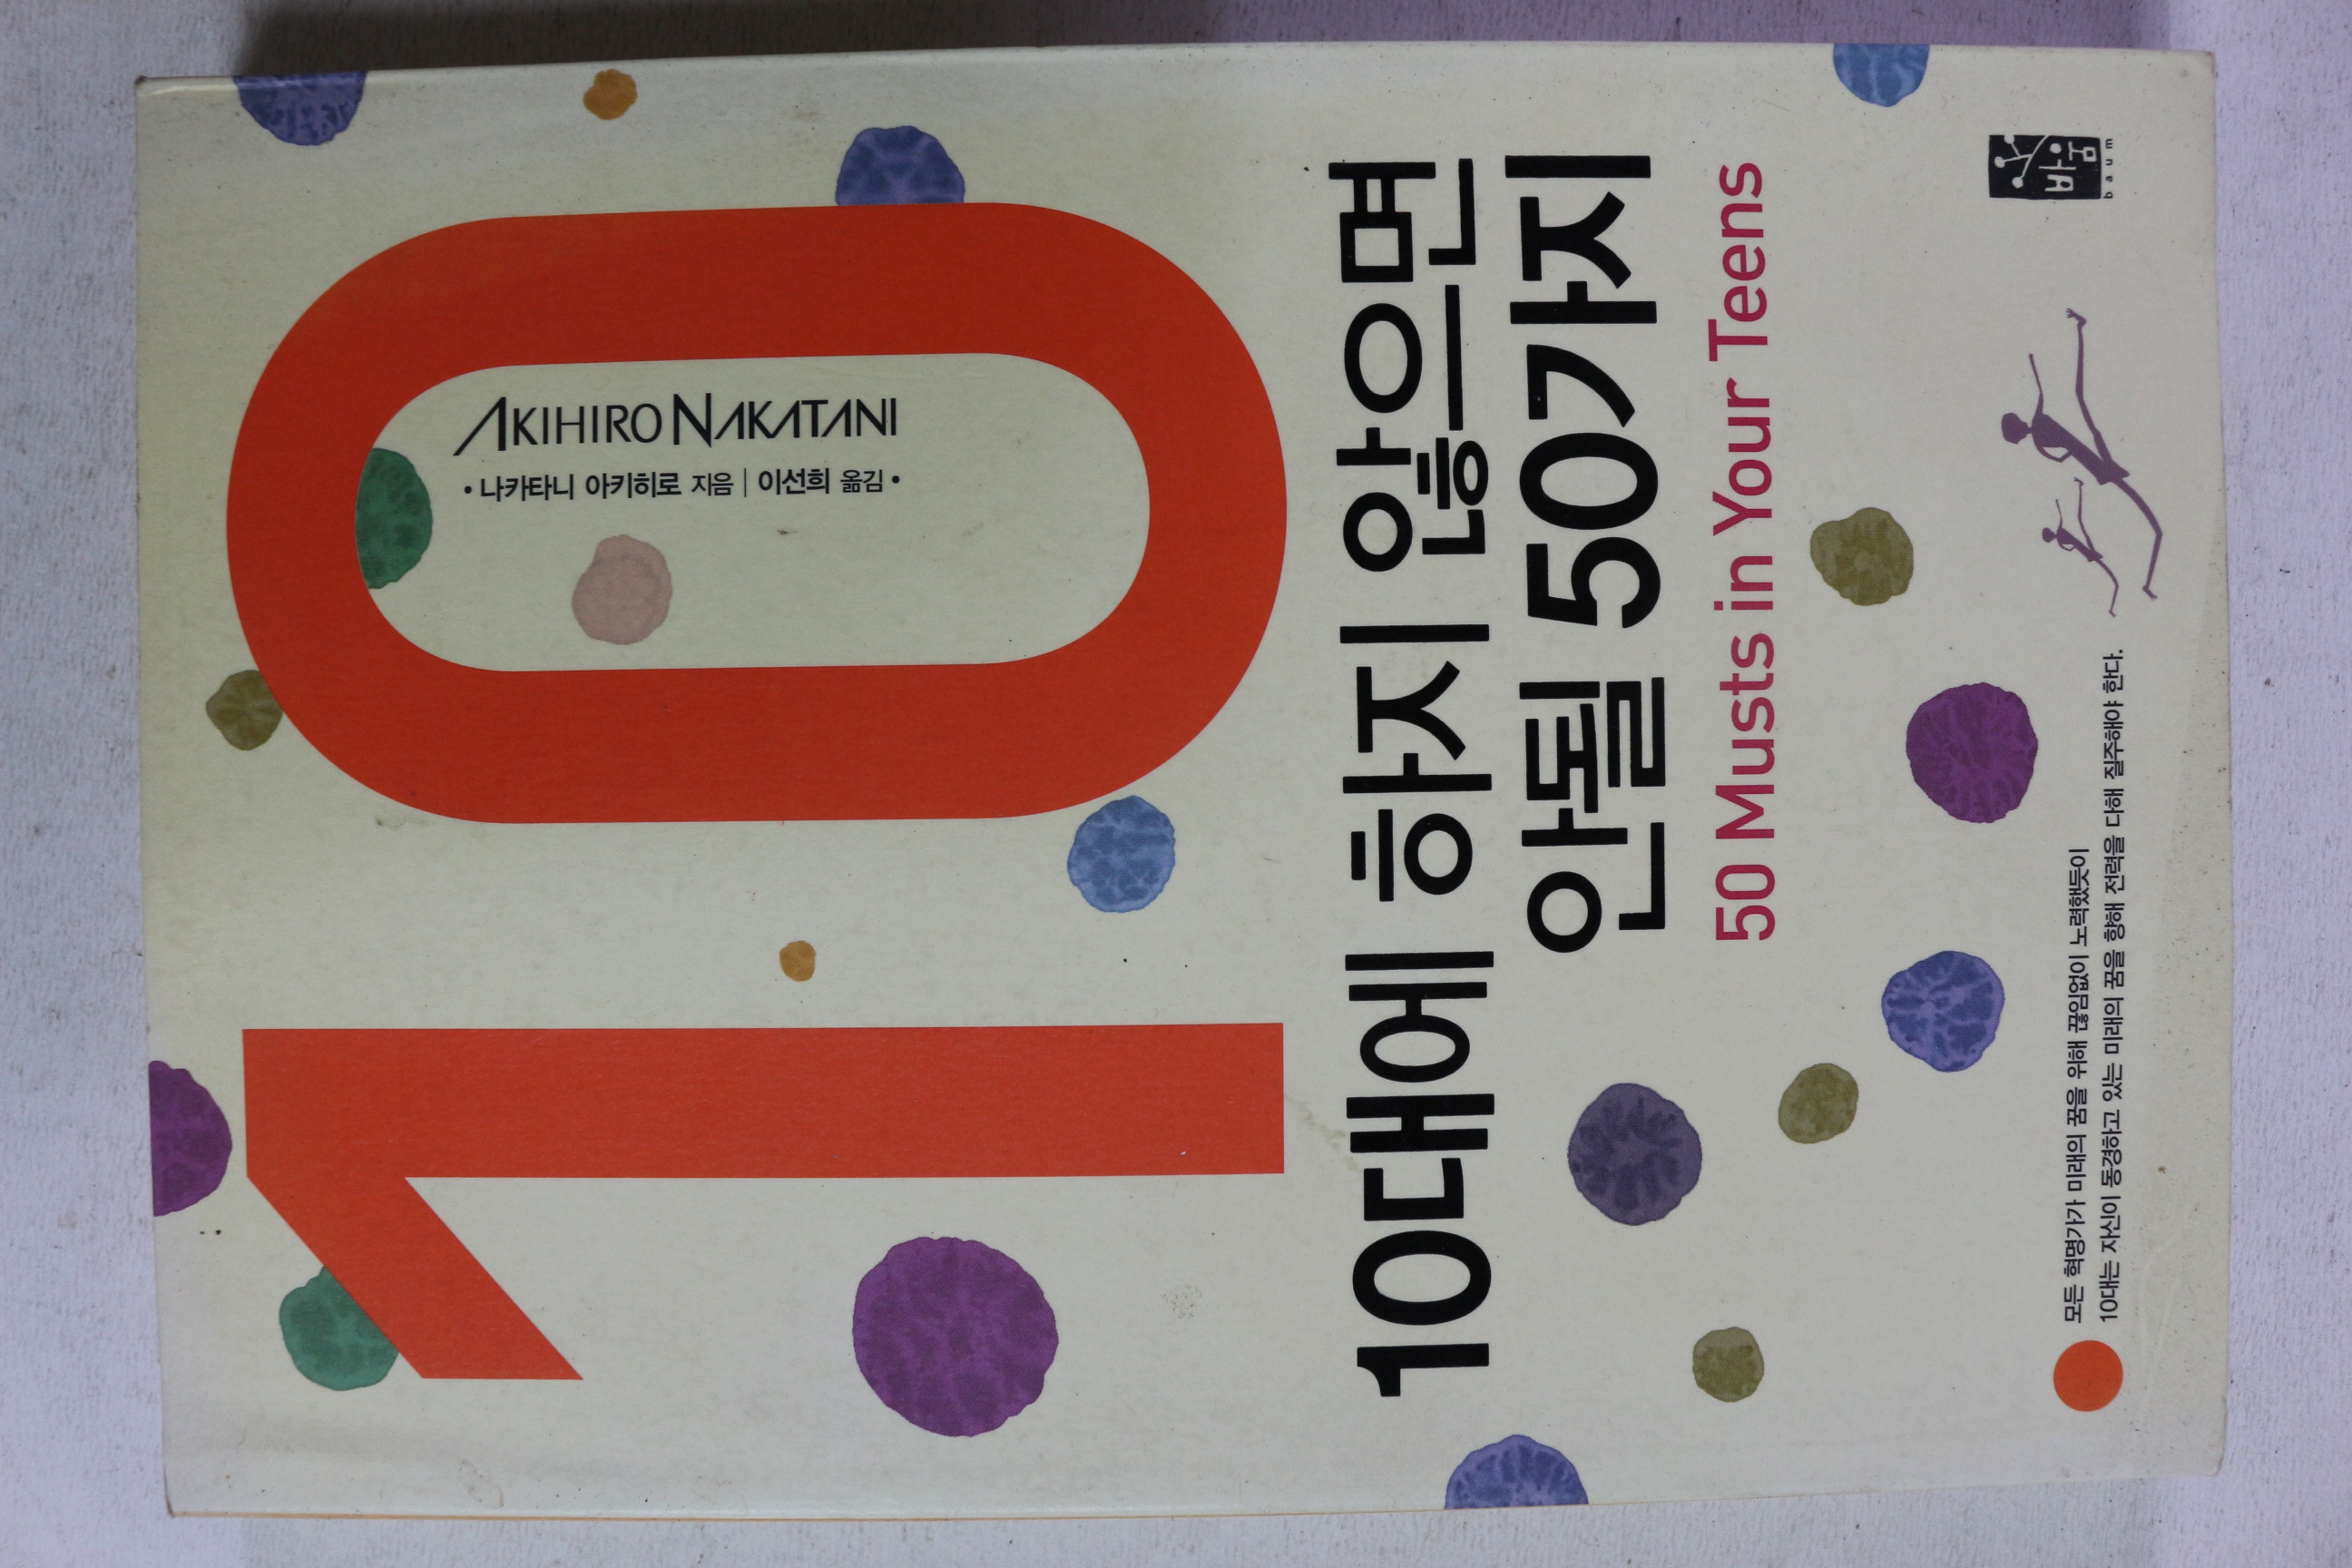 10
AKIHIRO NAKATANI
• 나카타니 아키히로 지음 | 이선희 옮김 •
10대에 하지 않으면
안될 50가지
50 Musts in Your Teens
모든 혁명가가 미래의 꿈을 위해 끊임없이 노력했듯이
10대는 자신이 동경하고 있는 미래의 꿈을 향해 전력을 다해 질주해야 한다.
바움
baum